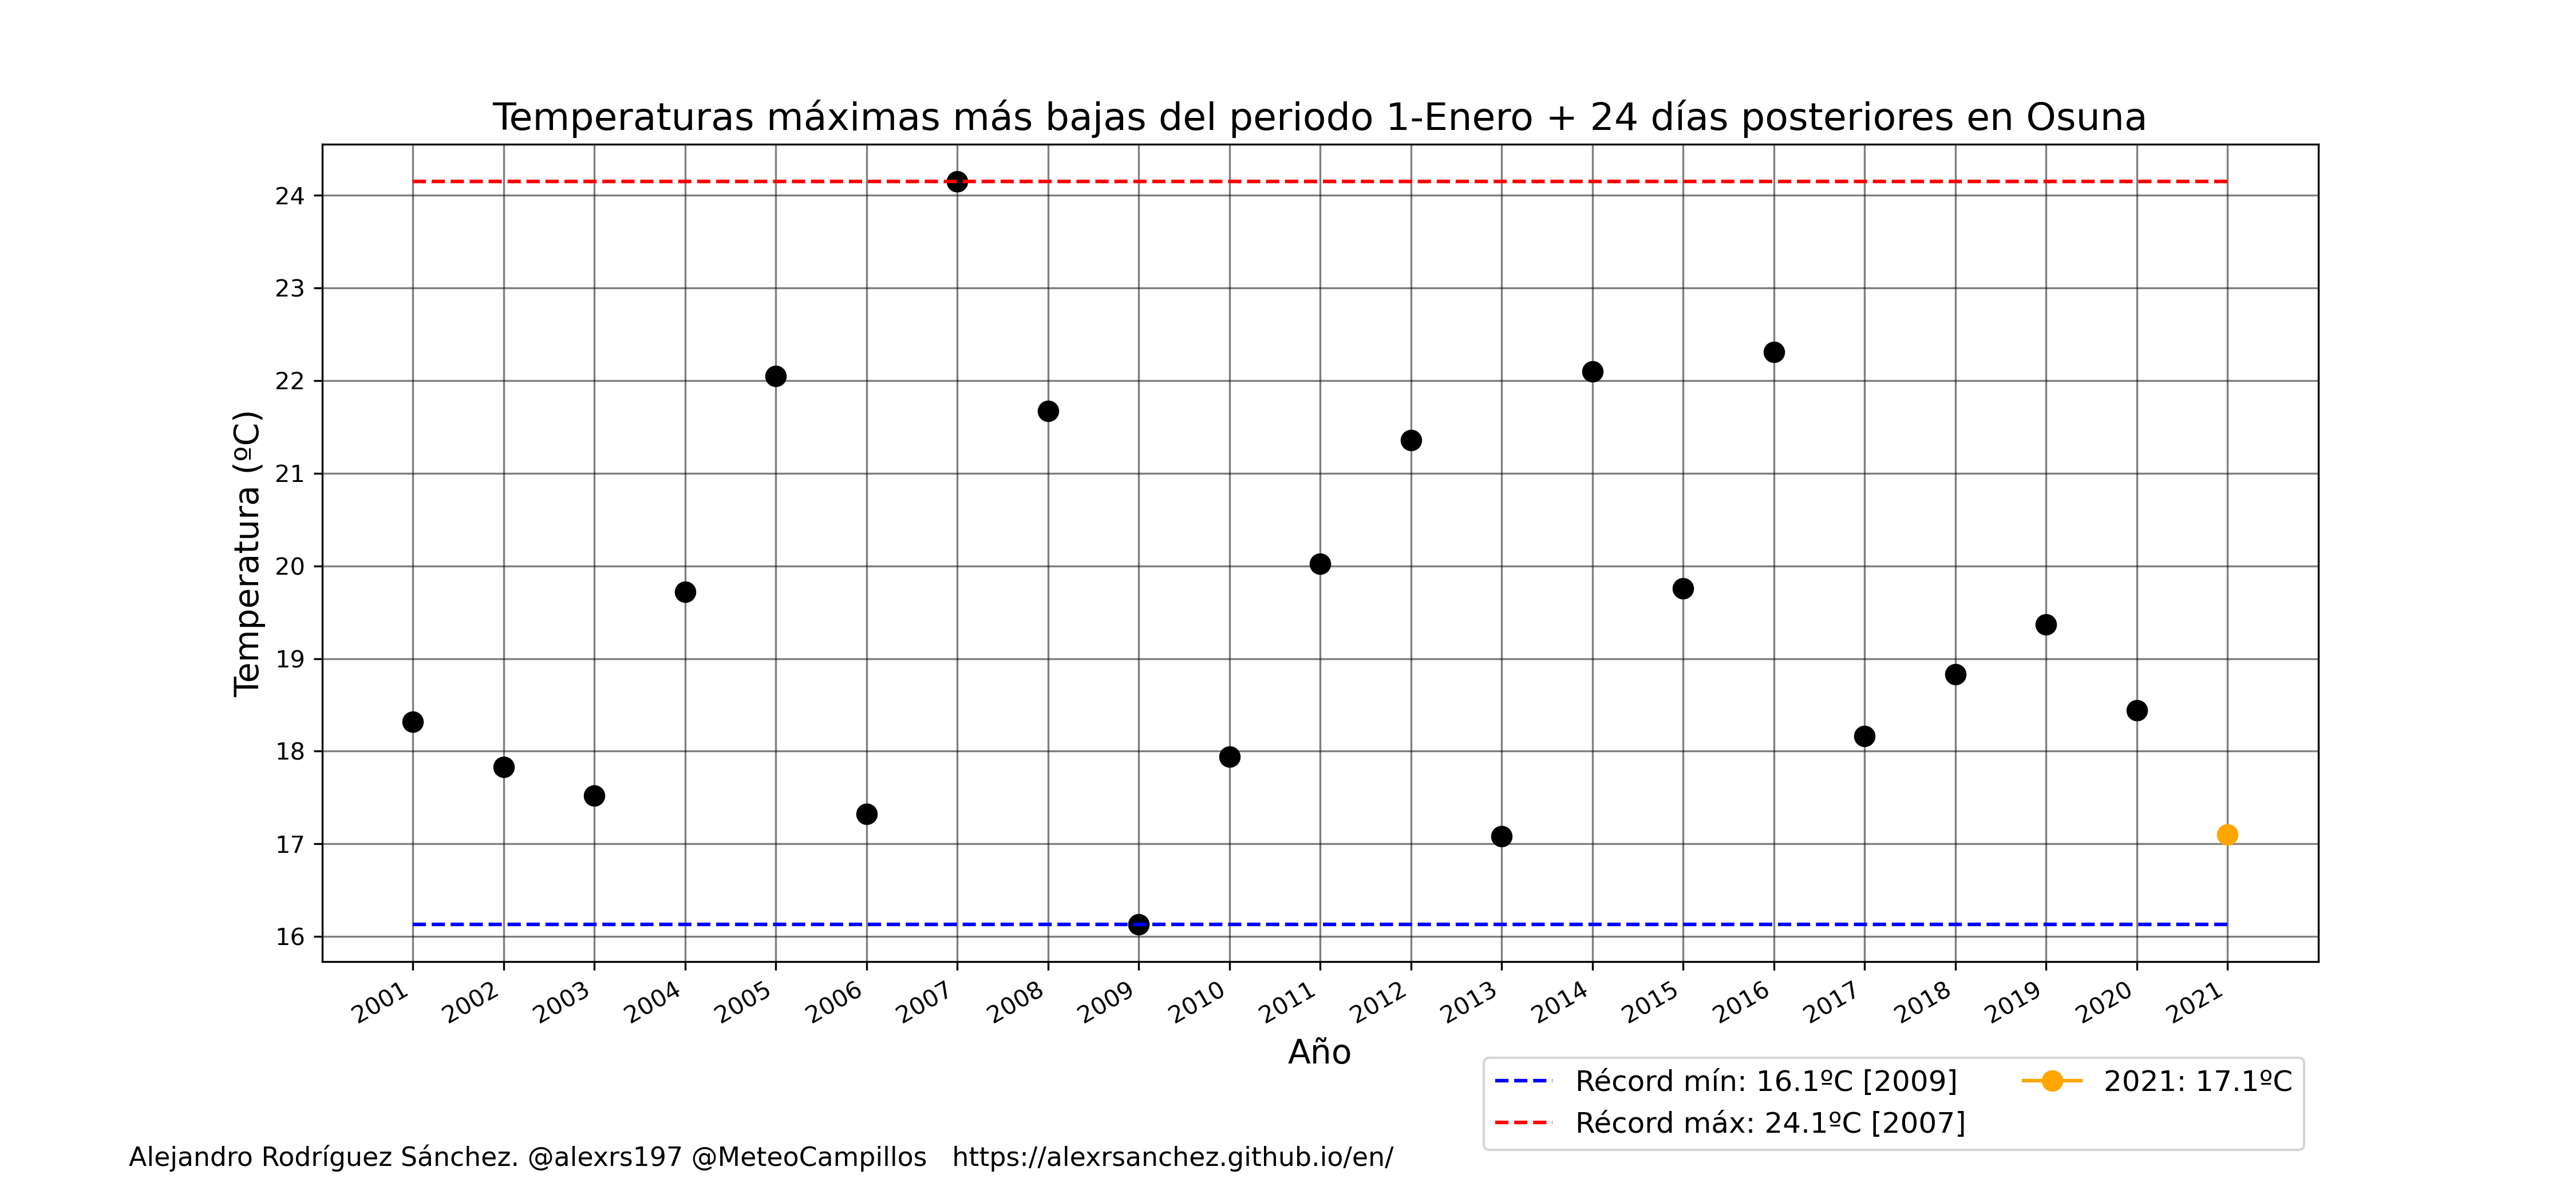 Temperaturas máximas más bajas del periodo 1-Enero + 24 días posteriores en Osuna
Temperatura (ºC)
24
23
22
21
20
19
18
17
16
2001 2002 2003 2004 2005 2006 2007 2008 2009 2010 2011 2012 2013 2014 2015 2016 2017 2018 2019 2020 2021
Año
Récord mín: 16.1ºC [2009]
Récord máx: 24.1ºC [2007]
2021: 17.1ºC
Alejandro Rodríguez Sánchez. @alexrs197 @MeteoCampillos https://alexrsanchez.github.io/en/